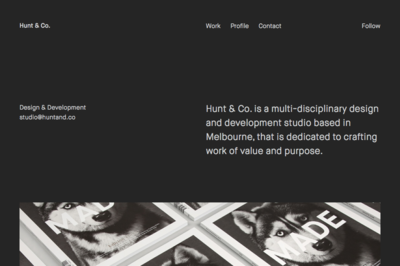 Hunt & Co.
Work Profile Contact
Follow
Design & Development
studio@huntand.co
Hunt & Co. is a multi-disciplinary design
and development studio based in
Melbourne, that is dedicated to crafting
work of value and purpose.
MADE
MADE